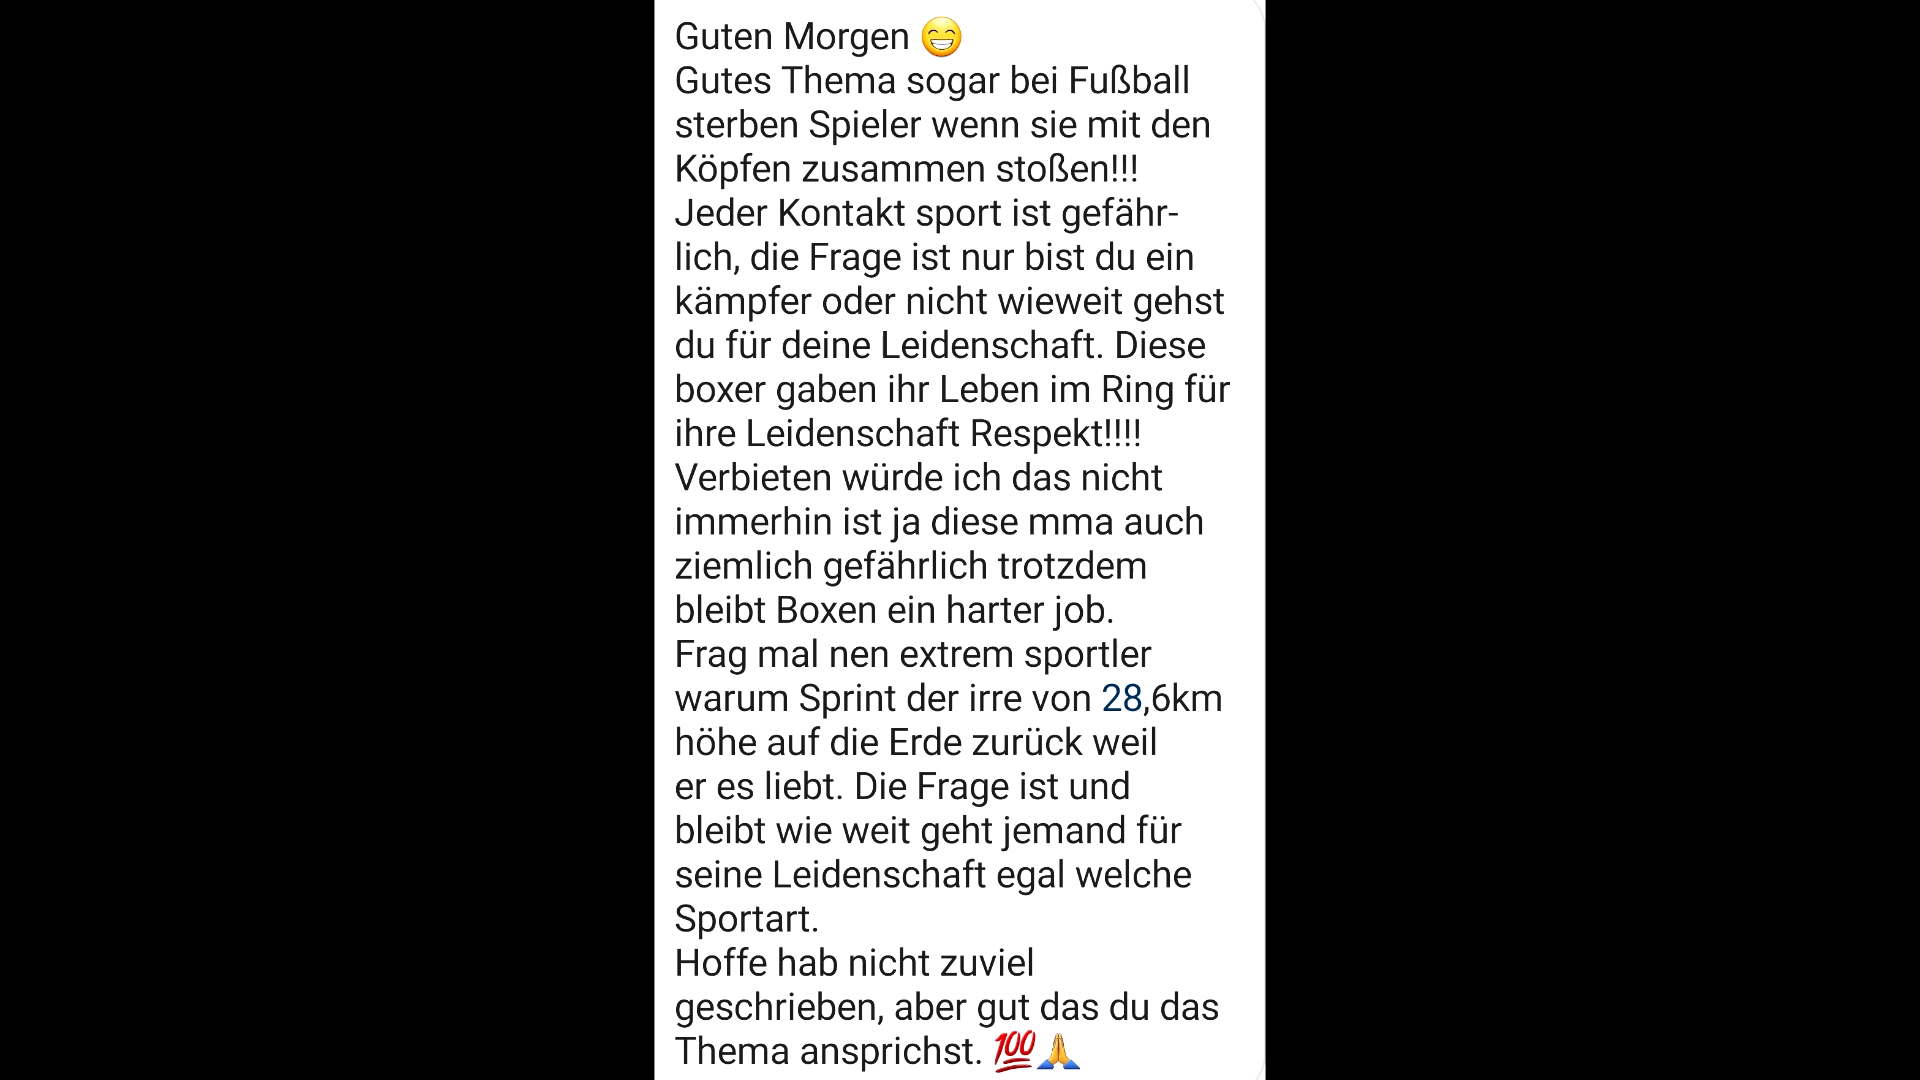 Guten Morgen 😁
Gutes Thema sogar bei Fußball
sterben Spieler wenn sie mit den
Köpfen zusammen stoßen!!!
Jeder Kontakt sport ist gefähr-
lich, die Frage ist nur bist du ein
kämpfer oder nicht wieweit gehst
du für deine Leidenschaft. Diese
boxer gaben ihr Leben im Ring für
ihre Leidenschaft Respekt!!!!
Verbieten würde ich das nicht
immerhin ist ja diese mma auch
ziemlich gefährlich trotzdem
bleibt Boxen ein harter job.
Frag mal nen extrem sportler
warum Sprint der irre von 28,6km
höhe auf die Erde zurück weil
er es liebt. Die Frage ist und
bleibt wie weit geht jemand für
seine Leidenschaft egal welche
Sportart.
Hoffe hab nicht zuviel
geschrieben, aber gut das du das
Thema ansprichst. 💯🙏